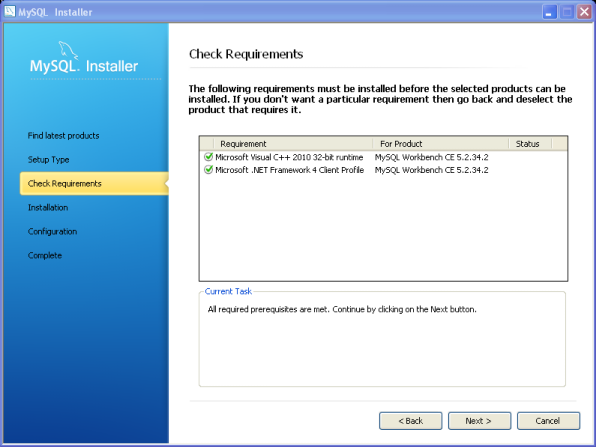 MySQL Installer
MySQL. Installer
Find latest products
Setup Type
Check Requirements
Installation
Configuration
Complete
Check Requirements
The following requirements must be installed before the selected products can be
installed. If you don't want a particular requirement then go back and deselect the
product that requires it.
Requirement For Product Status
Microsoft Visual C++ 2010 32-bit runtime MySQL Workbench CE 5.2.34.2
Microsoft .NET Framework 4 Client Profile MySQL Workbench CE 5.2.34.2
Current Task
All required prerequisites are met. Continue by clicking on the Next button.
< Back Next > Cancel